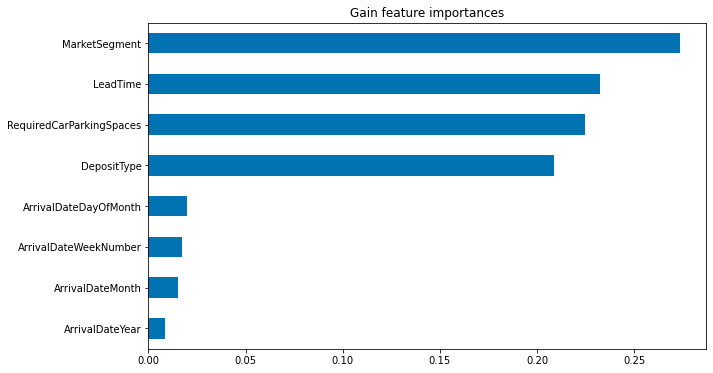 Gain feature importances
MarketSegment
LeadTime
RequiredCarParkingSpaces
DepositType
ArrivalDateDayOfMonth
ArrivalDateWeekNumber
ArrivalDateMonth
ArrivalDateYear
0.00 0.05 0.10 0.15 0.20 0.25